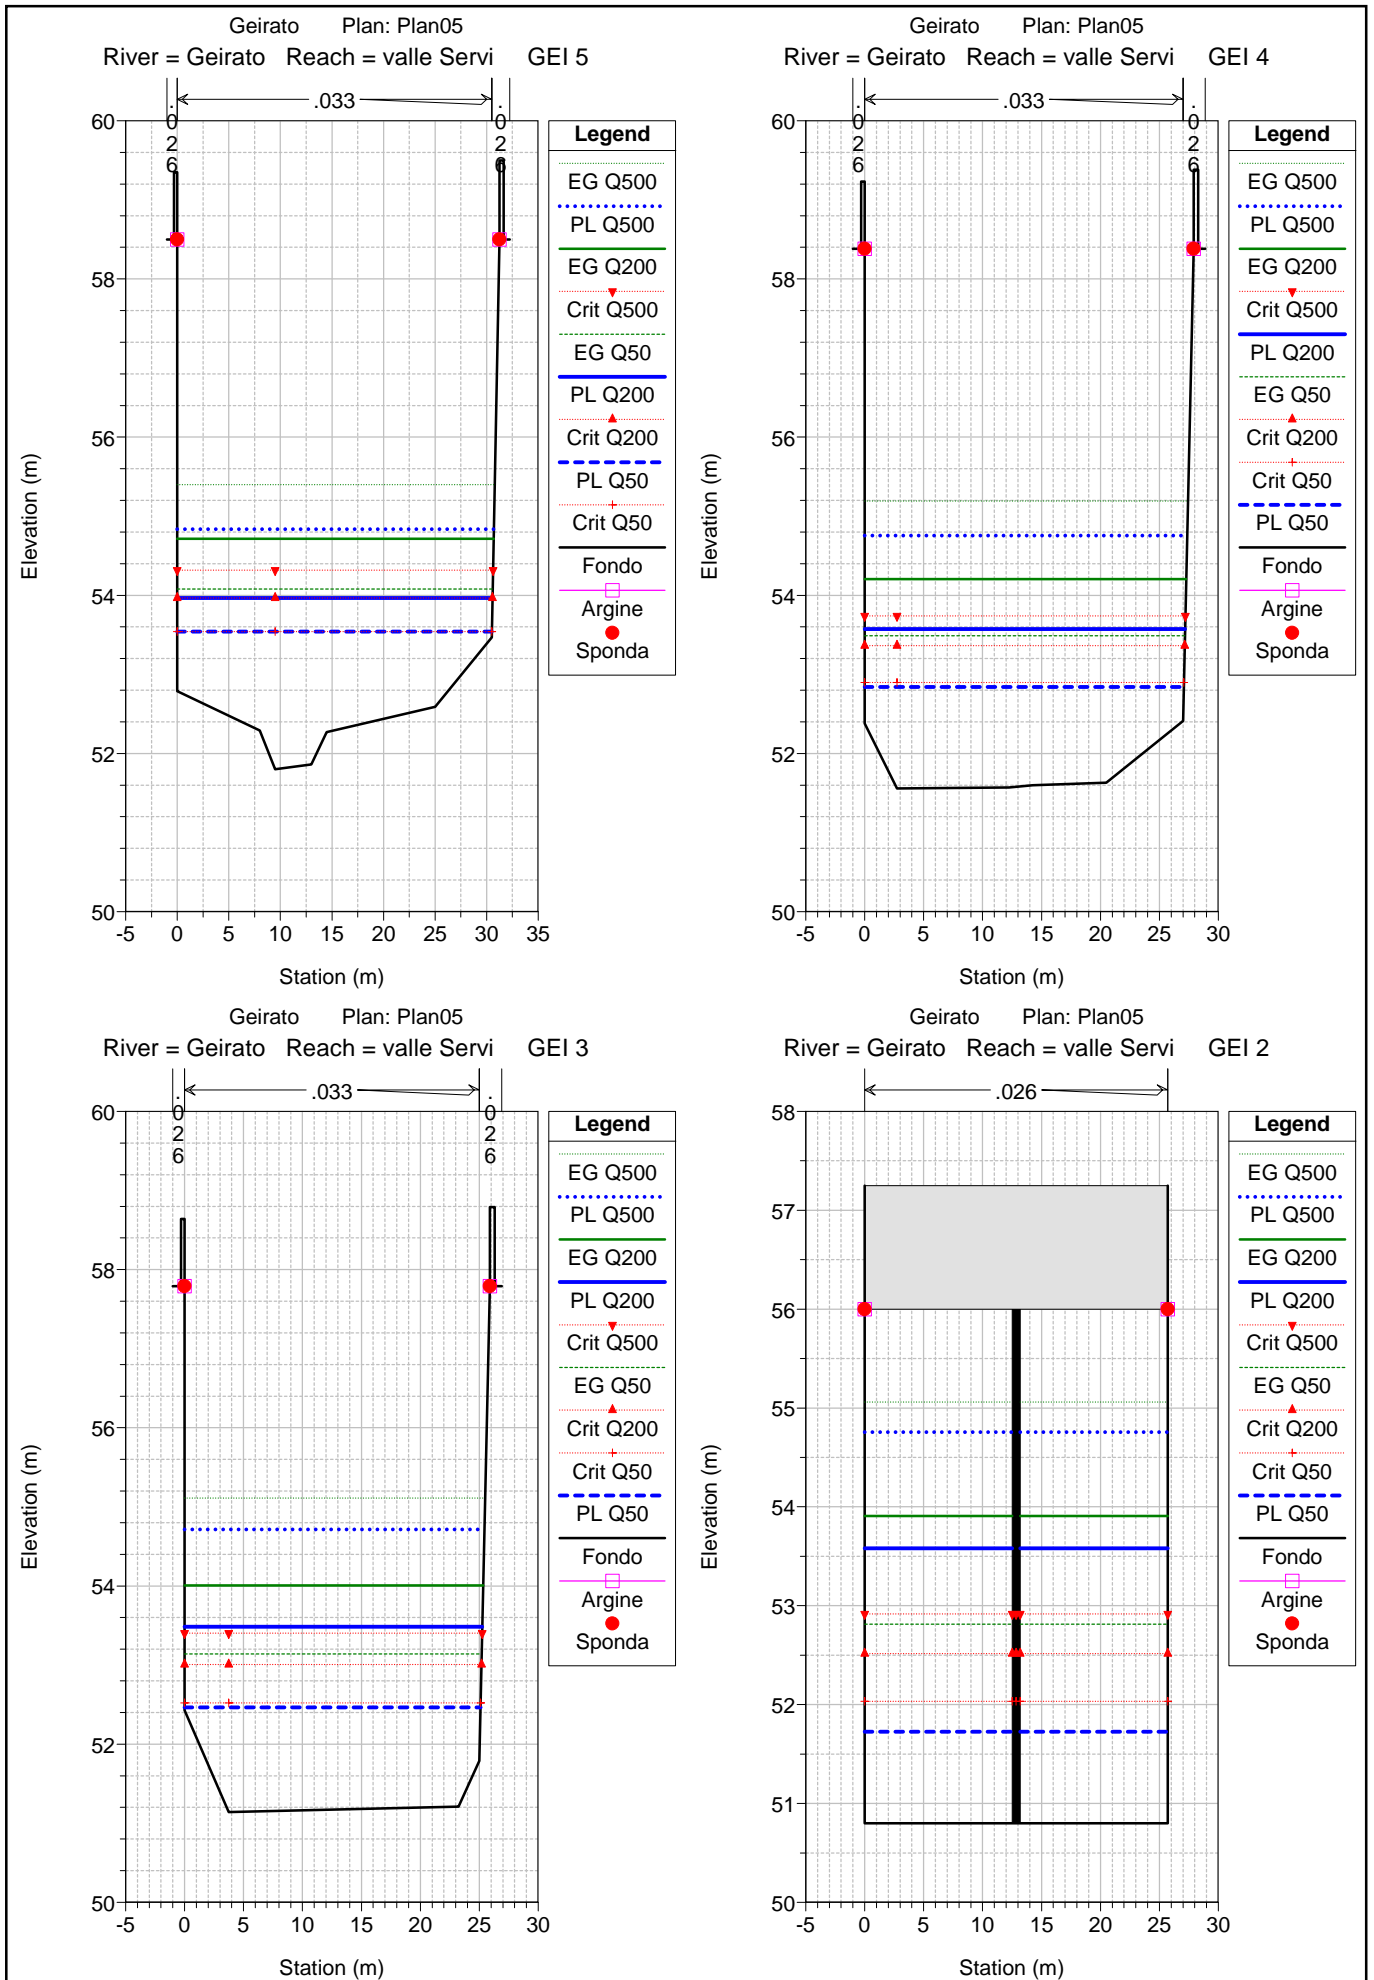 Geirato Plan: Plan05
River = Geirato Reach = valle Servi GEI 5
.033
.026
.026
60
58
56
54
52
50
-5 0 5 10 15 20 25 30 35
Station (m)
Elevation (m)
Legend
EG Q500
PL Q500
EG Q200
Crit Q500
EG Q50
PL Q200
Crit Q200
PL Q50
Crit Q50
Fondo
Argine
Sponda
Geirato Plan: Plan05
River = Geirato Reach = valle Servi GEI 4
.033
.026
.026
60
58
56
54
52
50
-5 0 5 10 15 20 25 30
Station (m)
Elevation (m)
Legend
EG Q500
PL Q500
EG Q200
Crit Q500
PL Q200
EG Q50
Crit Q200
Crit Q50
PL Q50
Fondo
Argine
Sponda
Geirato Plan: Plan05
River = Geirato Reach = valle Servi GEI 3
.033
.026
.026
60
58
56
54
52
50
-5 0 5 10 15 20 25 30
Station (m)
Elevation (m)
Legend
EG Q500
PL Q500
EG Q200
PL Q200
Crit Q500
EG Q50
Crit Q200
Crit Q50
PL Q50
Fondo
Argine
Sponda
Geirato Plan: Plan05
River = Geirato Reach = valle Servi GEI 2
.026
58
57
56
55
54
53
52
51
50
-5 0 5 10 15 20 25 30
Station (m)
Elevation (m)
Legend
EG Q500
PL Q500
EG Q200
PL Q200
Crit Q500
EG Q50
Crit Q200
Crit Q50
PL Q50
Fondo
Argine
Sponda